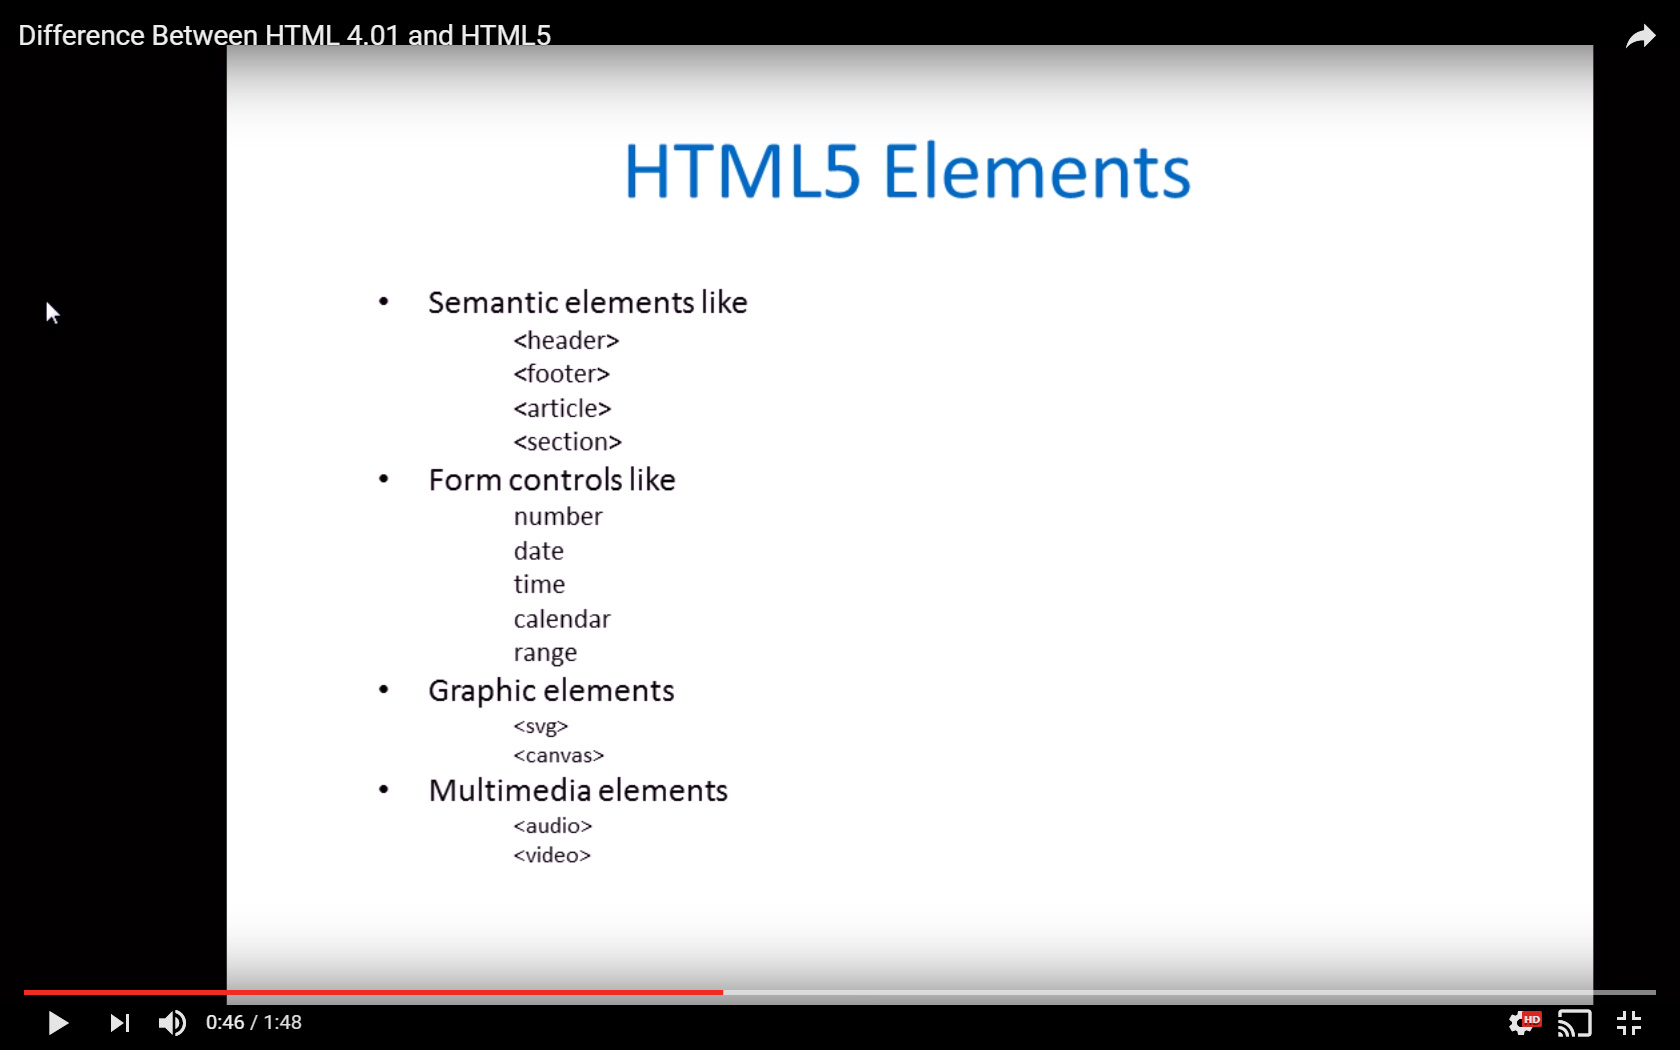 Difference Between HTML 4.01 and HTML5
HTML5 Elements
• Semantic elements like
<header>
<footer>
<article>
<section>
• Form controls like
number
date
time
calendar
range
• Graphic elements
<svg>
<canvas>
• Multimedia elements
<audio>
<video>
0:46 / 1:48
HD